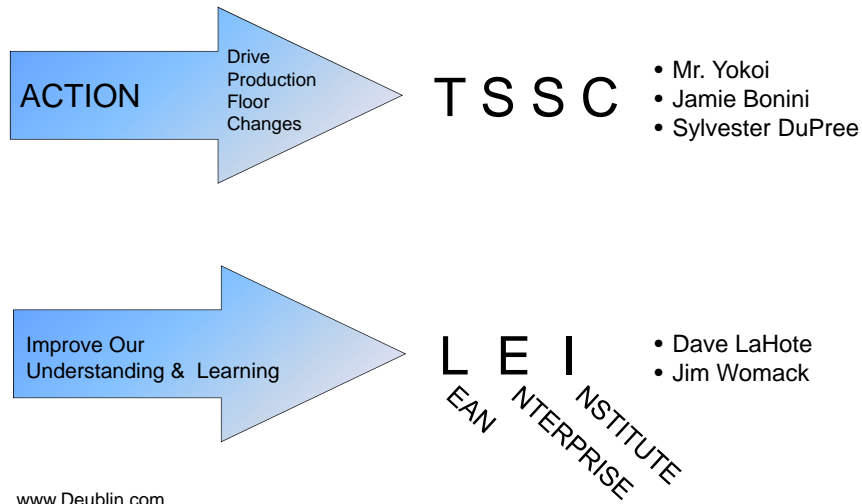 ACTION
Drive
Production
Floor
Changes
T S S C
• Mr. Yokoi
• Jamie Bonini
• Sylvester DuPree
Improve Our
Understanding & Learning
L E I
EAN
NTERPRISE
NSTITUTE
• Dave LaHote
• Jim Womack
www.Deublin.com